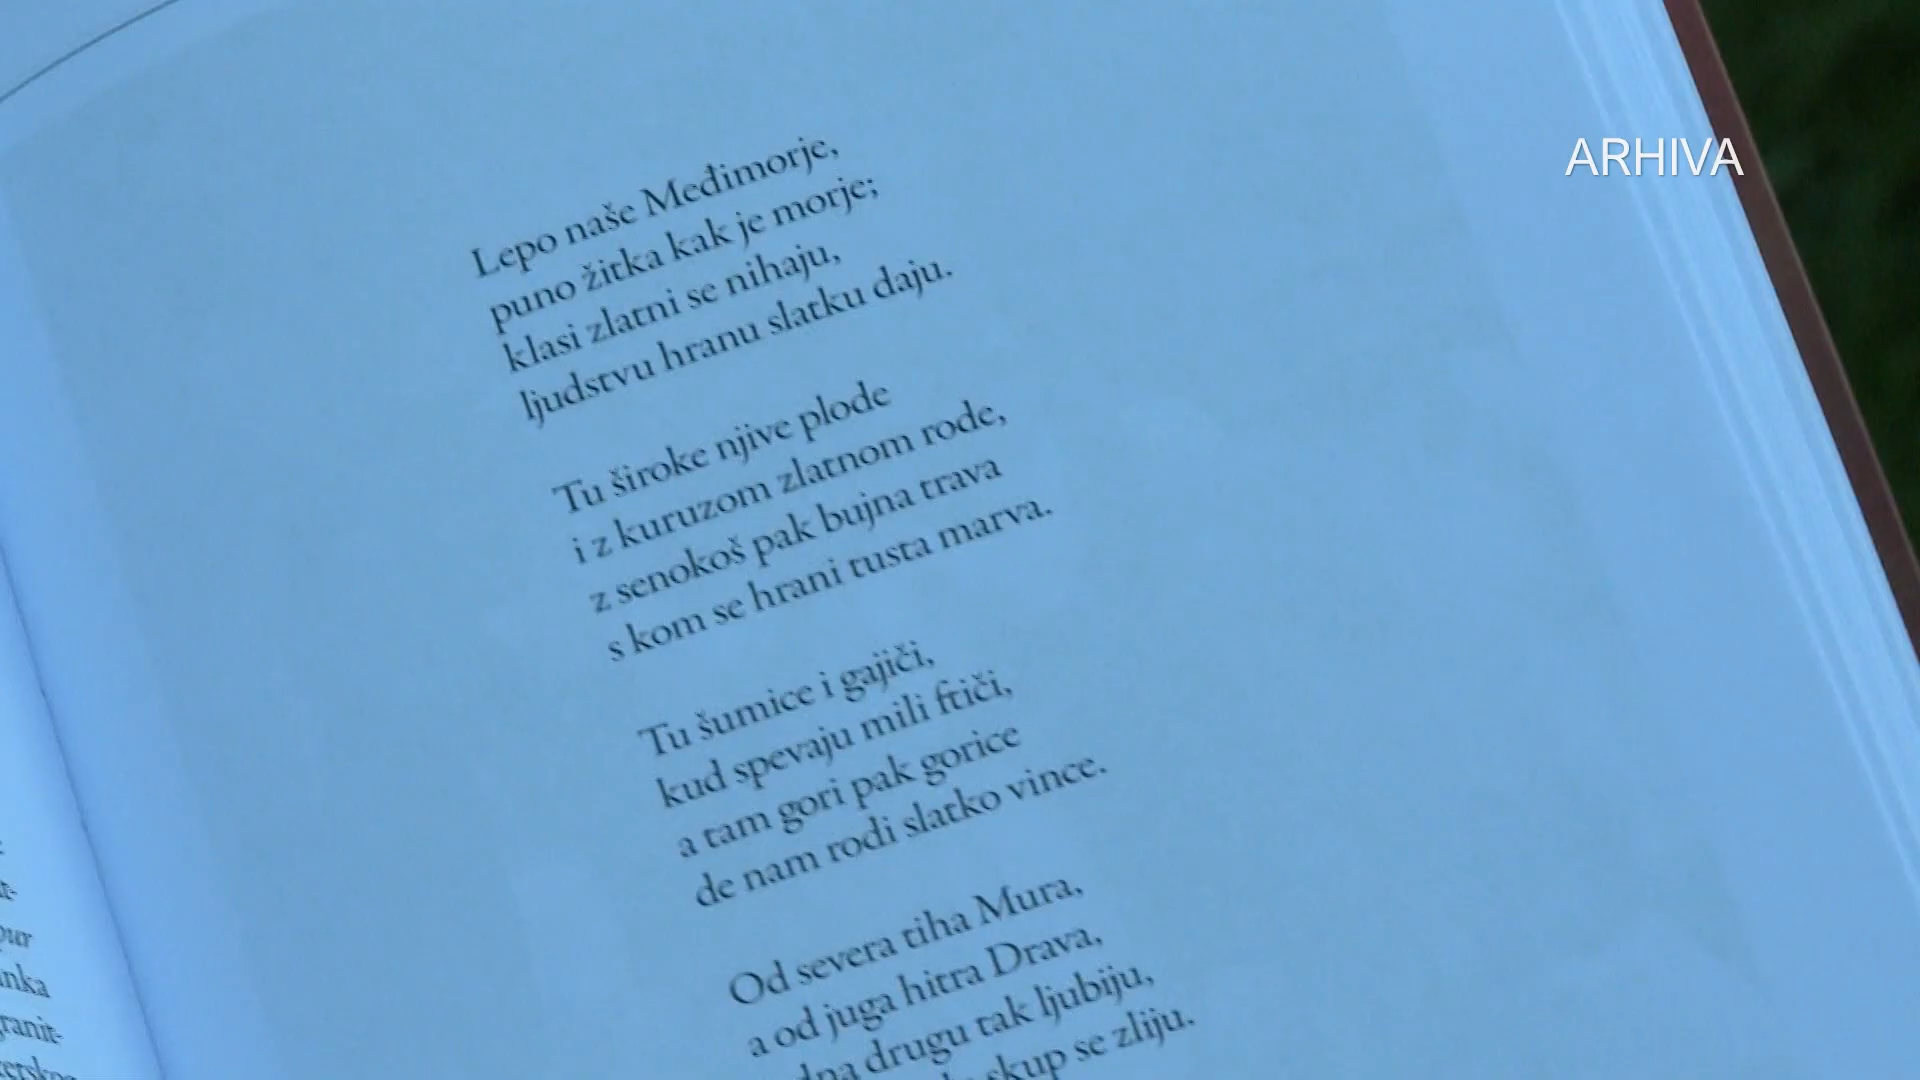 ARHIVA
Lepo naše Međimorje,
puno žitka kak je morje;
klasi zlatni se nihaju,
ljudstvu hranu slatku daju.
Tu široke njive plode
i z kuruzom zlatnom rode,
z senokoš pak bujna trava
s kom se hrani tusta marva.
Tu šumice i gajiči,
kud spevaju mili ftiči,
a tam gori pak gorice
de nam rodi slatko vince.
Od severa tiha Mura,
a od juga hitra Drava,
drugu tak ljubiju,
skup se zliju.